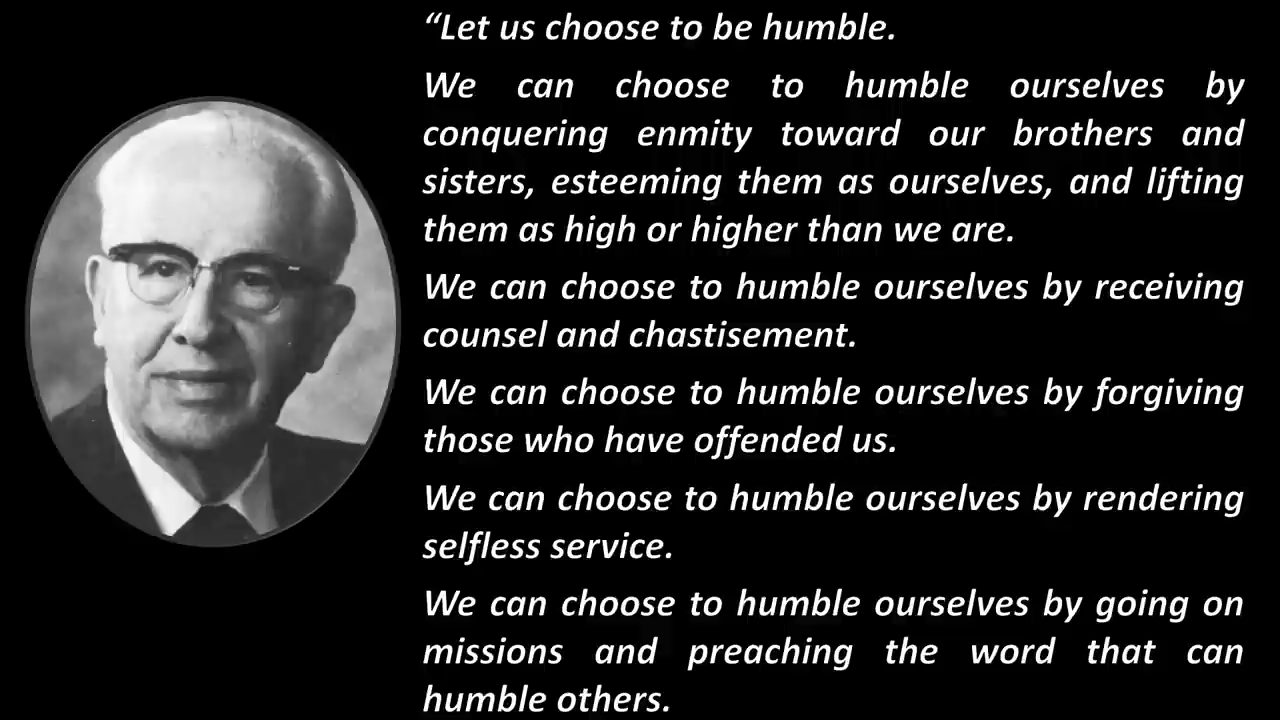 “Let us choose to be humble.
We can choose to humble ourselves by
conquering enmity toward our brothers and
sisters, esteeming them as ourselves, and lifting
them as high or higher than we are.
We can choose to humble ourselves by receiving
counsel and chastisement.
We can choose to humble ourselves by forgiving
those who have offended us.
We can choose to humble ourselves by rendering
selfless service.
We can choose to humble ourselves by going on
missions and preaching the word that can
humble others.